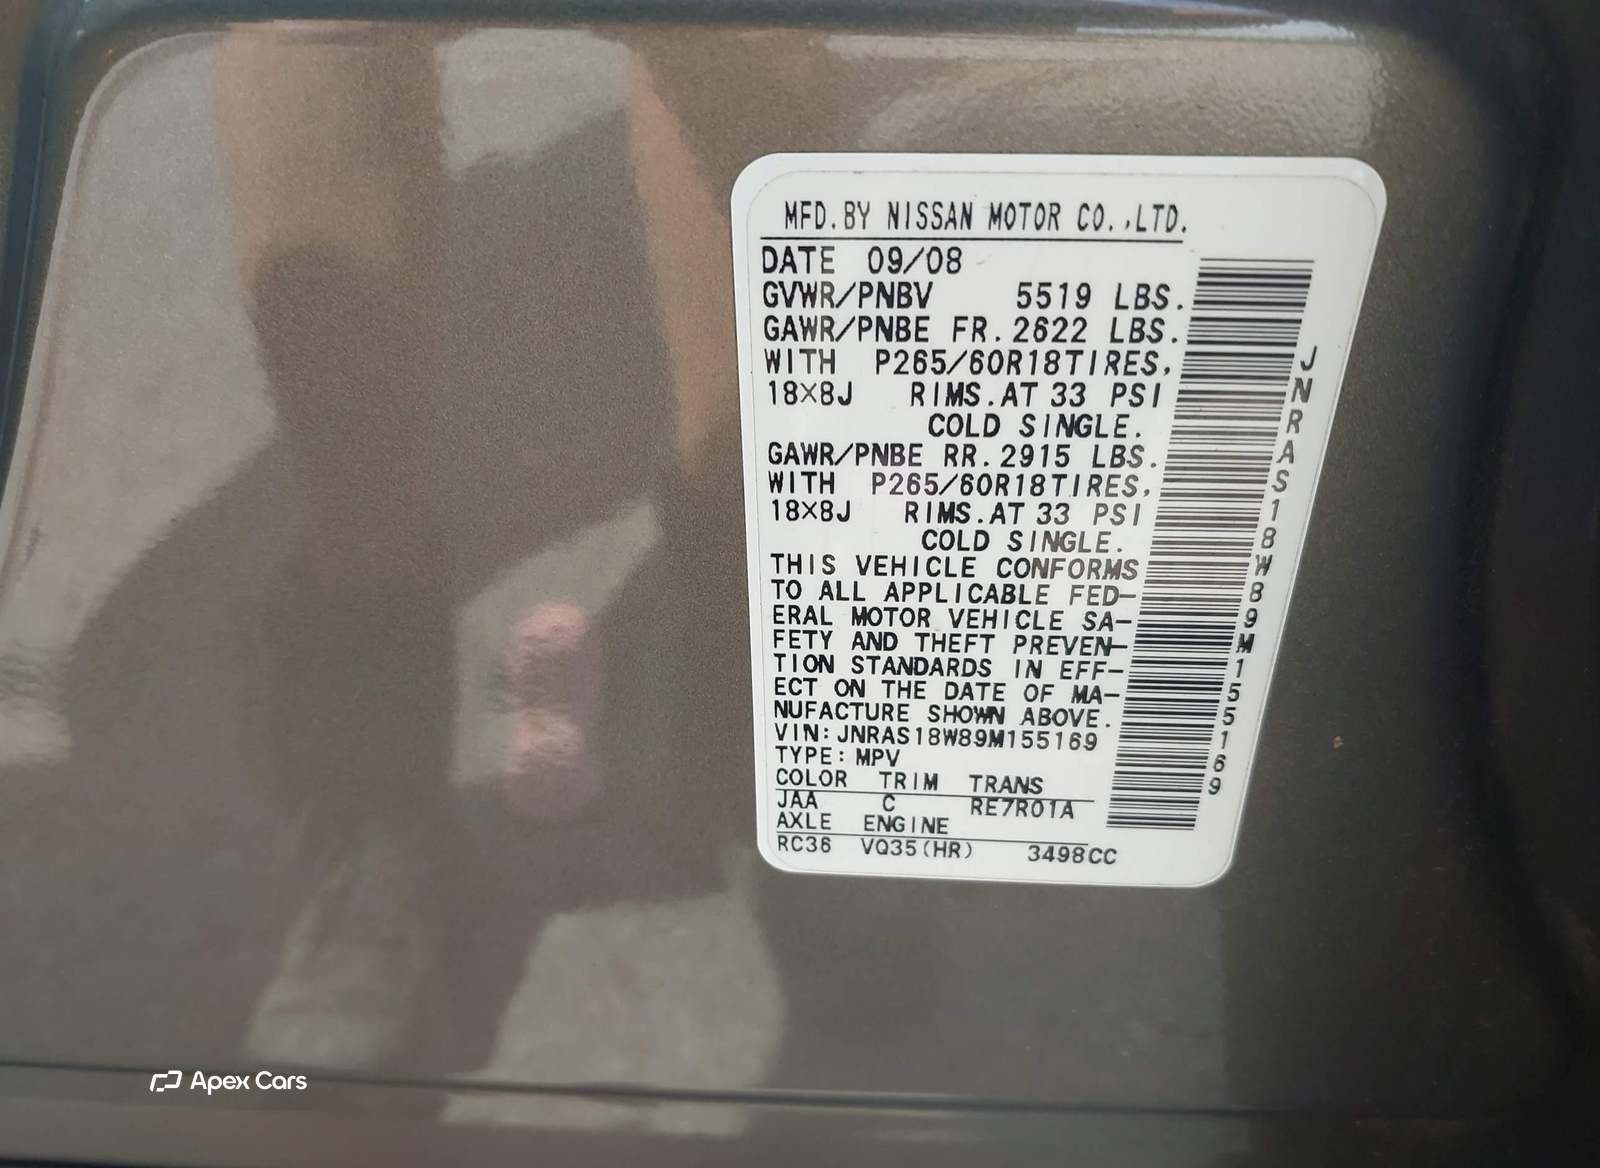 MFD.BY NISSAN MOTOR CO.,LTD.
DATE 09/08
GVWR/PNBV 5519 LBS.
GAWR/PNBE FR.2622 LBS.
WITH P265/60R18TIRES,
18×8J RIMS.AT 33 PSI
COLD SINGLE.
GAWR/PNBE RR.2915 LBS.
WITH P265/60R18TIRES,
18×8J RIMS.AT 33 PSI
COLD SINGLE.
THIS VEHICLE CONFORMS
TO ALL APPLICABLE FED-
ERAL MOTOR VEHICLE SA-
FETY AND THEFT PREVEN-
TION STANDARDS IN EFF-
ECT ON THE DATE OF MA-
NUFACTURE SHOWN ABOVE.
VIN:JNRAS18W89M155169
TYPE:MPV
COLOR TRIM TRANS
JAA C RE7R01A
AXLE ENGINE
RC36 VQ35(HR) 3498CC
JNRAS18W89M155169
Apex Cars